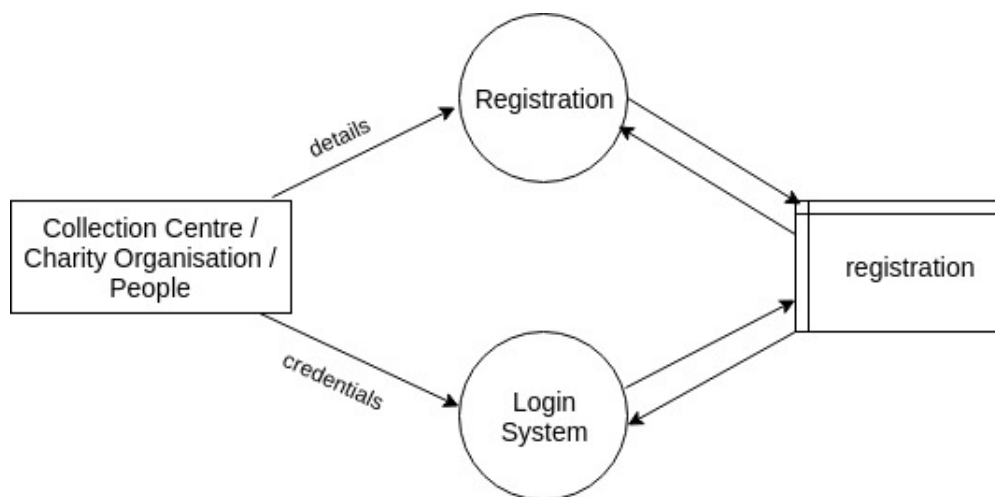 Registration
details
Collection Centre /
Charity Organisation /
People
registration
credentials
Login
System